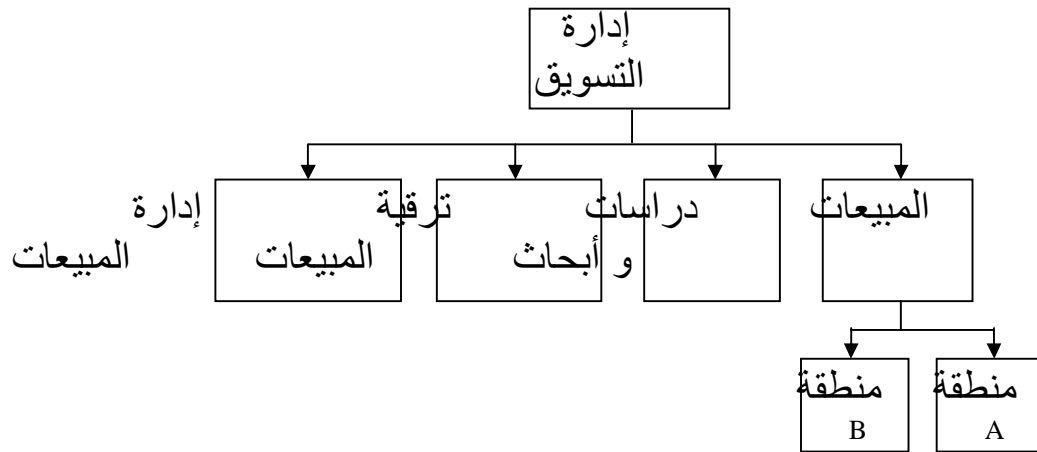 إدارة
التسويق
المبيعات دراسات ترقية إدارة
و أبحاث المبيعات المبيعات
منطقة منطقة
A B